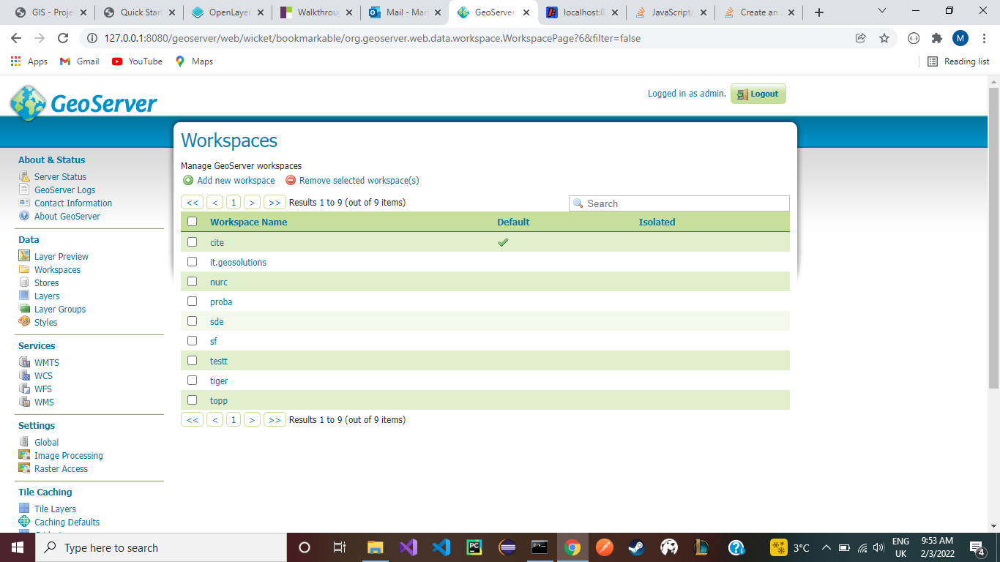 GIS - Proje
Quick Start
OpenLayer
Walkthrou
Mail - Mar
GeoServer:
localhost:8
JavaScript/
Create an
127.0.0.1:8080/geoserver/web/wicket/bookmarkable/org.geoserver.web.data.workspace.WorkspacePage?6&filter=false
M
Apps
Gmail
YouTube
Maps
Reading list
GeoServer
Logged in as admin.
Logout
About & Status
Server Status
GeoServer Logs
Contact Information
About GeoServer
Data
Layer Preview
Workspaces
Stores
Layers
Layer Groups
Styles
Services
WMTS
WCS
WFS
WMS
Settings
Global
Image Processing
Raster Access
Tile Caching
Tile Layers
Caching Defaults
Workspaces
Manage GeoServer workspaces
Add new workspace
Remove selected workspace(s)
<< < 1 > >> Results 1 to 9 (out of 9 items)
Search
Workspace Name Default Isolated
cite
it.geosolutions
nurc
proba
sde
sf
testt
tiger
topp
<< < 1 > >> Results 1 to 9 (out of 9 items)
Type here to search
PC
3°C
ENG
UK
9:53 AM
2/3/2022
4